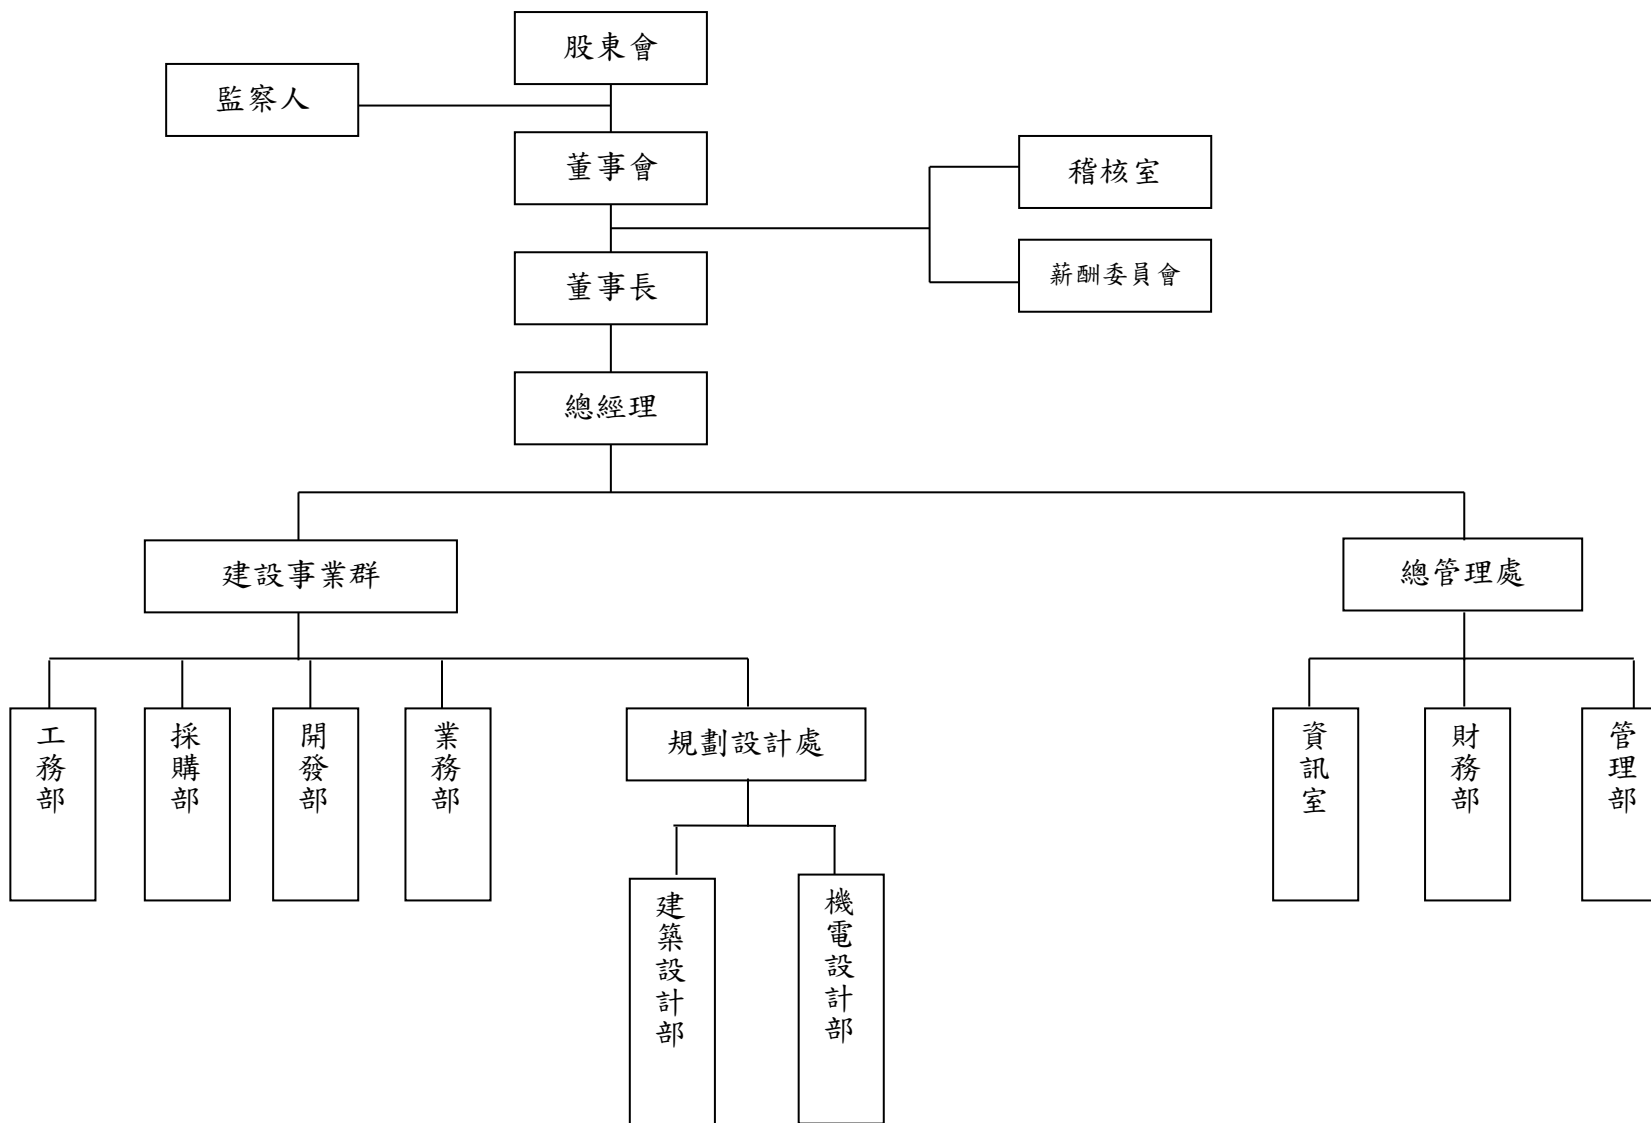 股東會
監察人
董事會
稽核室
董事長
薪酬委員會
總經理
建設事業群
總管理處
工務部
採購部
開發部
業務部
規劃設計處
資訊室
財務部
管理部
建築設計部
機電設計部